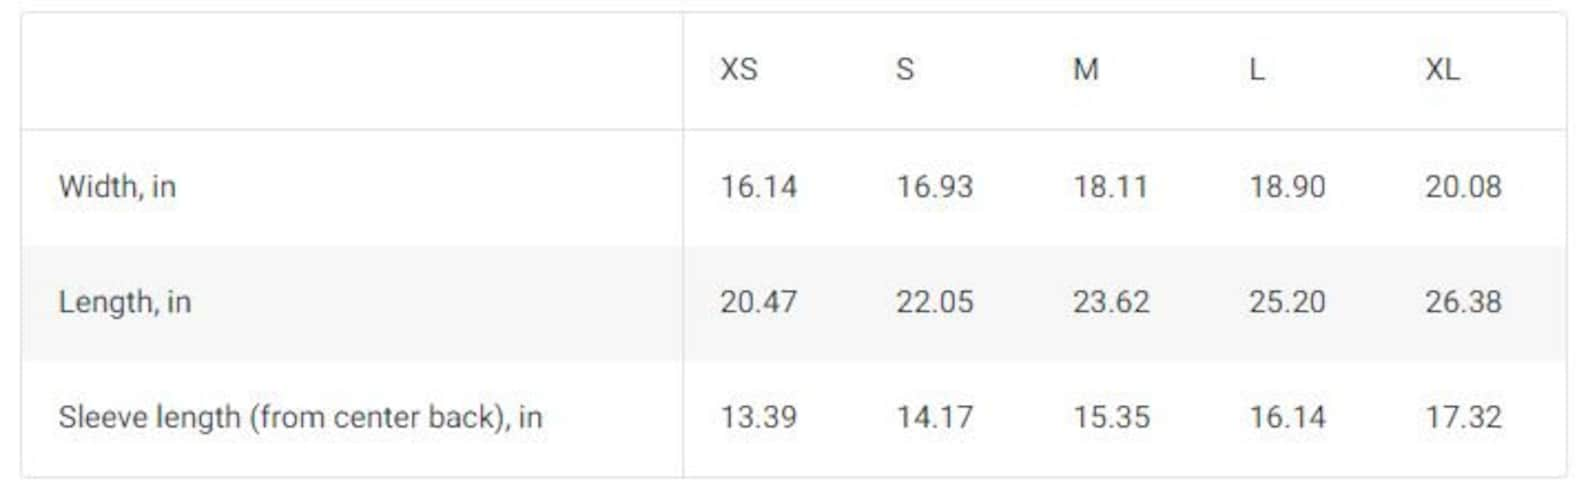 XS S M L XL
Width, in 16.14 16.93 18.11 18.90 20.08
Length, in 20.47 22.05 23.62 25.20 26.38
Sleeve length (from center back), in 13.39 14.17 15.35 16.14 17.32